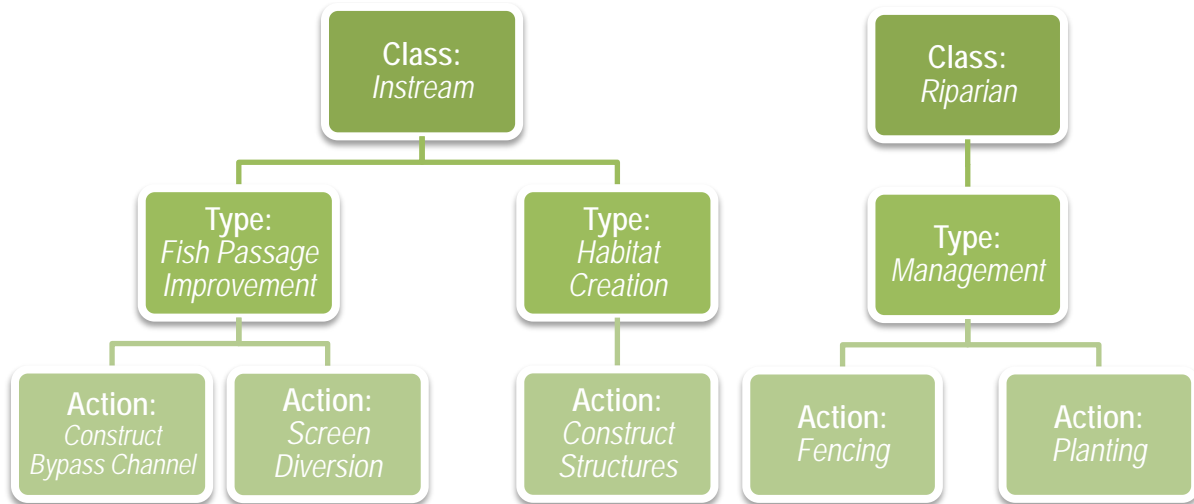 Class:
Instream
Class:
Riparian
Type:
Fish Passage
Improvement
Type:
Habitat
Creation
Type:
Management
Action:
Construct
Bypass Channel
Action:
Screen
Diversion
Action:
Construct
Structures
Action:
Fencing
Action:
Planting